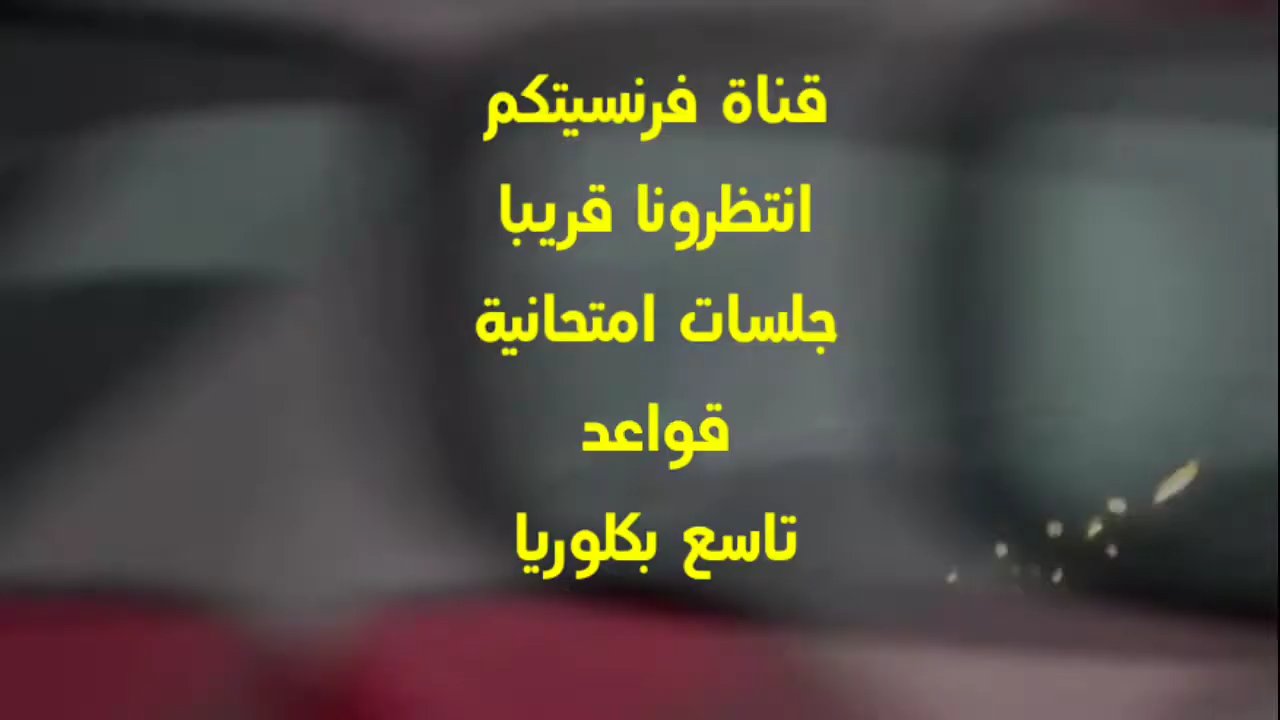 قناة فرنسيتكم
انتظرونا قريبا
جلسات امتحانية
قواعد
تاسع بكلوريا